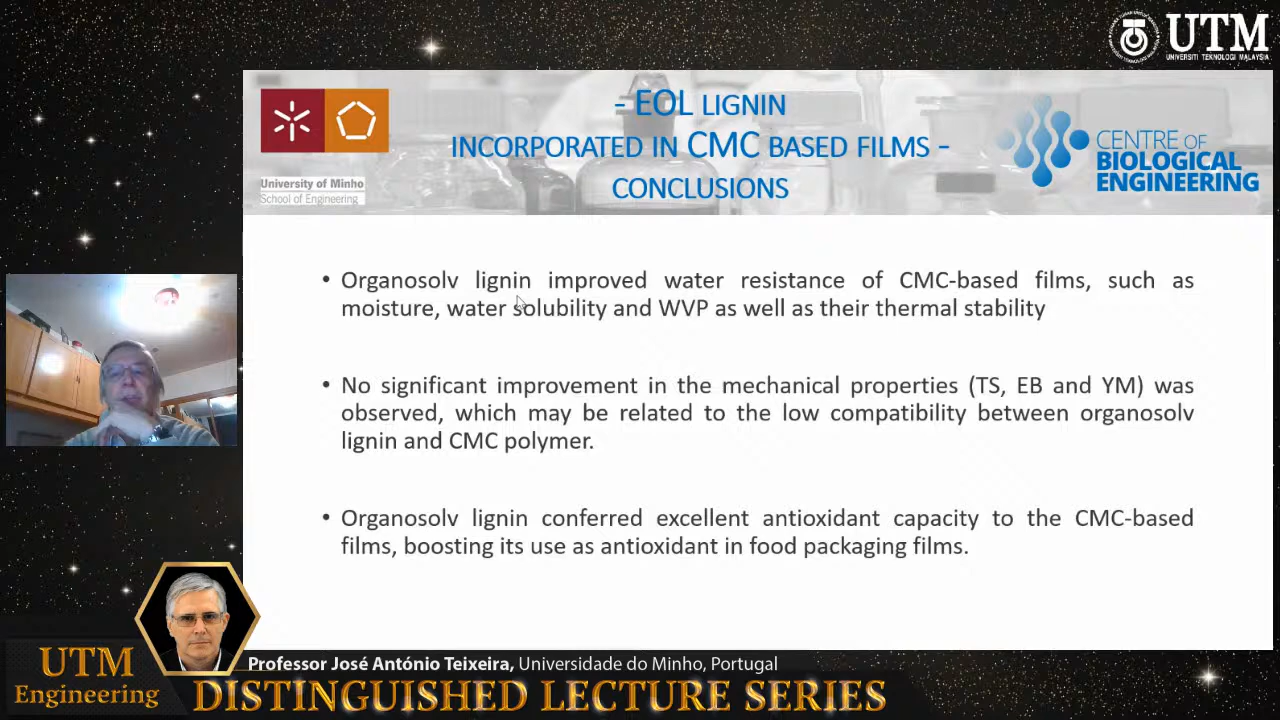 UTM
UNIVERSITI TEKNOLOGI MALAYSIA
- EOL LIGNIN
INCORPORATED IN CMC BASED FILMS -
CONCLUSIONS
University of Minho
School of Engineering
CENTRE OF
BIOLOGICAL
ENGINEERING
• Organosolv lignin improved water resistance of CMC-based films, such as
moisture, water solubility and WVP as well as their thermal stability
• No significant improvement in the mechanical properties (TS, EB and YM) was
observed, which may be related to the low compatibility between organosolv
lignin and CMC polymer.
• Organosolv lignin conferred excellent antioxidant capacity to the CMC-based
films, boosting its use as antioxidant in food packaging films.
UTM
Engineering
Professor José António Teixeira, Universidade do Minho, Portugal
DISTINGUISHED LECTURE SERIES